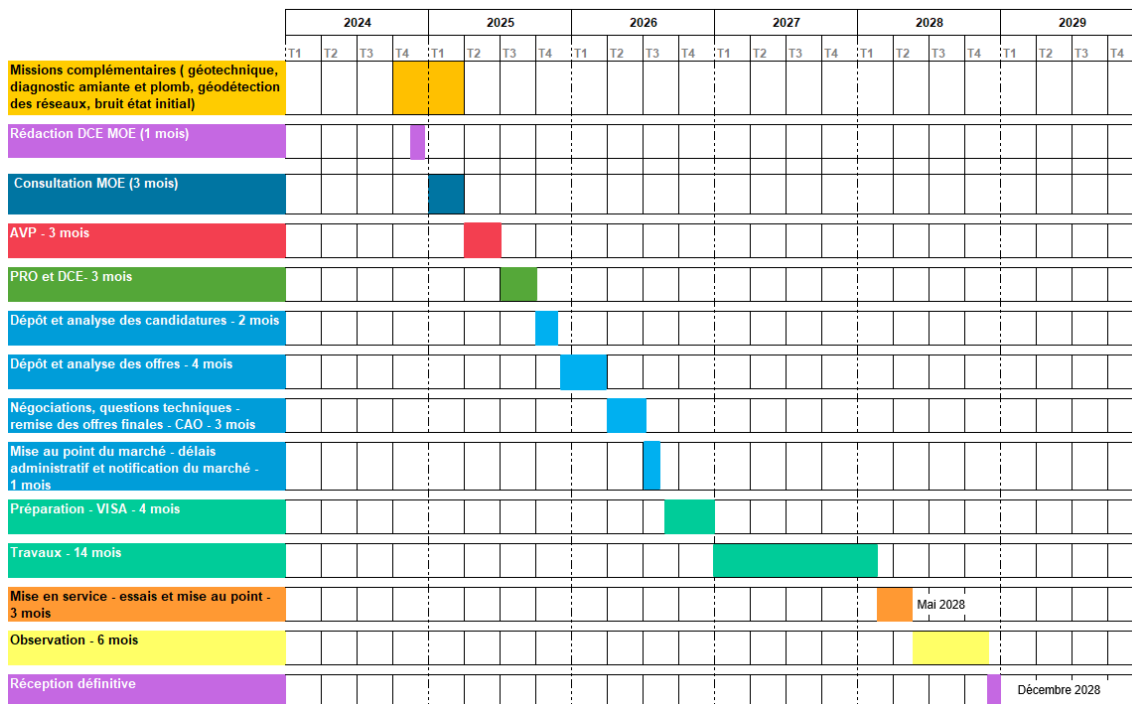 2024 2025 2026 2027 2028 2029
T1 T2 T3 T4 T1 T2 T3 T4 T1 T2 T3 T4 T1 T2 T3 T4 T1 T2 T3 T4 T1 T2 T3 T4
Missions complémentaires ( géotechnique,
diagnostic amiante et plomb, géodétection
des réseaux, bruit état initial)
Rédaction DCE MOE (1 mois)
Consultation MOE (3 mois)
AVP - 3 mois
PRO et DCE- 3 mois
Dépôt et analyse des candidatures - 2 mois
Dépôt et analyse des offres - 4 mois
Négociations, questions techniques -
remise des offres finales - CAO - 3 mois
Mise au point du marché - délais
administratif et notification du marché -
1 mois
Préparation - VISA - 4 mois
Travaux - 14 mois
Mise en service - essais et mise au point -
3 mois
Mai 2028
Observation - 6 mois
Réception définitive
Décembre 2028